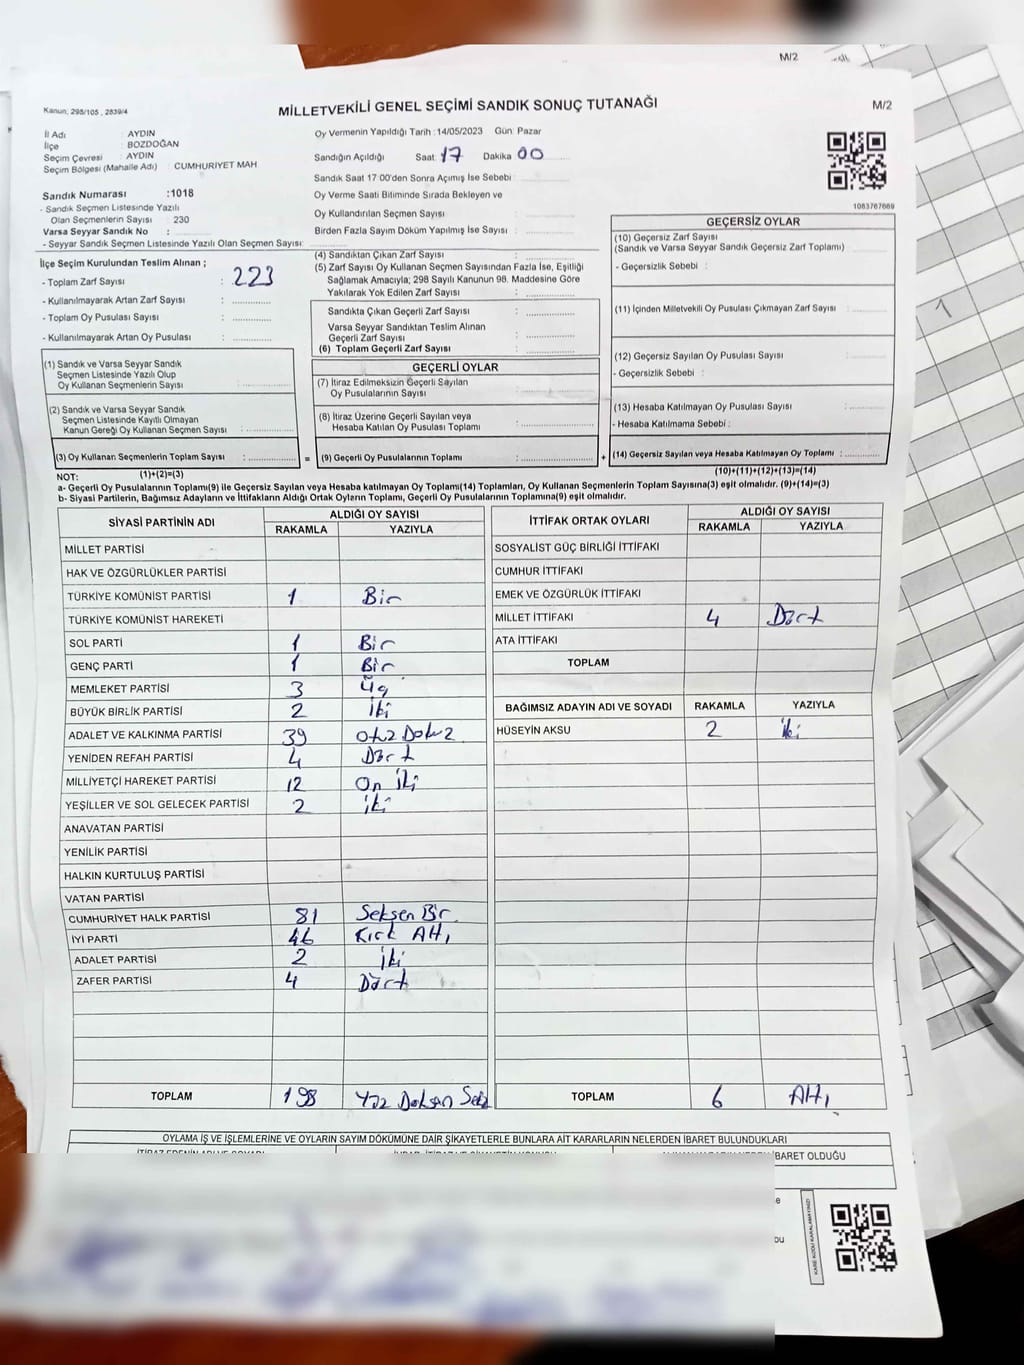 M/2
Kanun; 298/105 , 2839/4
MİLLETVEKİLİ GENEL SEÇİMİ SANDIK SONUÇ TUTANAĞI
M/2
İl Adı : AYDIN
İlçe : BOZDOĞAN
Seçim Çevresi : AYDIN
Seçim Bölgesi (Mahalle Adı) : CUMHURIYET MAH
Sandık Numarası :1018
- Sandık Seçmen Listesinde Yazılı
Olan Seçmenlerin Sayısı : 230
Varsa Seyyar Sandık No :
- Seyyar Sandık Seçmen Listesinde Yazılı Olan Seçmen Sayısı:
Oy Vermenin Yapıldığı Tarih :14/05/2023 Gün: Pazar
Sandığın Açıldığı Saat: 17 Dakika 00
Sandık Saat 17:00'den Sonra Açımış İse Sebebi :
Oy Verme Saati Bitiminde Sırada Bekleyen ve
Oy Kullandırılan Seçmen Sayısı :
Birden Fazla Sayım Döküm Yapılmış İse Sayısı :
1083767669
İlçe Seçim Kurulundan Teslim Alınan ;
- Toplam Zarf Sayısı : 223
- Kullanılmayarak Artan Zarf Sayısı :
- Toplam Oy Pusulası Sayısı :
- Kullanılmayarak Artan Oy Pusulası :
(4) Sandıktan Çıkan Zarf Sayısı :
(5) Zarf Sayısı Oy Kullanan Seçmen Sayısından Fazla İse, Eşitliği
Sağlamak Amacıyla; 298 Sayılı Kanunun 98. Maddesine Göre
Yakılarak Yok Edilen Zarf Sayısı :
Sandıkta Çıkan Geçerli Zarf Sayısı :
Varsa Seyyar Sandıktan Teslim Alınan
Geçerli Zarf Sayısı :
(6) Toplam Geçerli Zarf Sayısı :
GEÇERSİZ OYLAR
(10) Geçersiz Zarf Sayısı
(Sandık ve Varsa Seyyar Sandık Geçersiz Zarf Toplamı)
- Geçersizlik Sebebi :
(11) İçinden Milletvekili Oy Pusulası Çıkmayan Zarf Sayısı :
(12) Geçersiz Sayılan Oy Pusulası Sayısı :
- Geçersizlik Sebebi :
(13) Hesaba Katılmayan Oy Pusulası Sayısı :
- Hesaba Katılmama Sebebi :
(14) Geçersiz Sayılan veya Hesaba Katılmayan Oy Toplamı :
(10)+(11)+(12)+(13)=(14)
(1) Sandık ve Varsa Seyyar Sandık
Seçmen Listesinde Yazılı Olup
Oy Kullanan Seçmenlerin Sayısı :
(2) Sandık ve Varsa Seyyar Sandık
Seçmen Listesinde Kayıtlı Olmayan
Kanun Gereği Oy Kullanan Seçmen Sayısı :
(3) Oy Kullanan Seçmenlerin Toplam Sayısı :
(1)+(2)=(3)
=
GEÇERLİ OYLAR
(7) İtiraz Edilmeksizin Geçerli Sayılan
Oy Pusulalarının Sayısı :
(8) İtiraz Üzerine Geçerli Sayılan veya
Hesaba Katılan Oy Pusulası Toplamı :
(9) Geçerli Oy Pusulalarının Toplamı :
+
NOT:
a- Geçerli Oy Pusulalarının Toplamı(9) ile Geçersiz Sayılan veya Hesaba katılmayan Oy Toplamı(14) Toplamları, Oy Kullanan Seçmenlerin Toplam Sayısına(3) eşit olmalıdır. (9)+(14)=(3)
b- Siyasi Partilerin, Bağımsız Adayların ve İttifakların Aldığı Ortak Oyların Toplamı, Geçerli Oy Pusulalarının Toplamına(9) eşit olmalıdır.
SİYASİ PARTİNİN ADI ALDIĞI OY SAYISI
RAKAMLA YAZIYLA
MİLLET PARTİSİ
HAK VE ÖZGÜRLÜKLER PARTİSİ
TÜRKİYE KOMÜNİST PARTİSİ 1 Bir
TÜRKİYE KOMÜNİST HAREKETİ
SOL PARTİ 1 Bir
GENÇ PARTİ 1 Bir
MEMLEKET PARTİSİ 3 Üç
BÜYÜK BİRLİK PARTİSİ 2 İki
ADALET VE KALKINMA PARTİSİ 39 Otuz Dokuz
YENİDEN REFAH PARTİSİ 4 Dört
MİLLİYETÇİ HAREKET PARTİSİ 12 On İki
YEŞİLLER VE SOL GELECEK PARTİSİ 2 İki
ANAVATAN PARTİSİ
YENİLİK PARTİSİ
HALKIN KURTULUŞ PARTİSİ
VATAN PARTİSİ
CUMHURİYET HALK PARTİSİ 81 Seksen Bir
İYİ PARTİ 46 Kırk Altı
ADALET PARTİSİ 2 İki
ZAFER PARTİSİ 4 Dört
TOPLAM 198 Yüz Doksan Sekiz
İTTİFAK ORTAK OYLARI ALDIĞI OY SAYISI
RAKAMLA YAZIYLA
SOSYALIST GÜÇ BİRLİĞİ İTTİFAKI
CUMHUR İTTİFAKI
EMEK VE ÖZGÜRLÜK İTTİFAKI
MİLLET İTTİFAKI 4 Dört
ATA İTTİFAKI
TOPLAM
BAĞIMSIZ ADAYIN ADI VE SOYADI RAKAMLA YAZIYLA
HÜSEYİN AKSU 2 İki
TOPLAM 6 Altı
OYLAMA İŞ VE İŞLEMLERİNE VE OYLARIN SAYIM DÖKÜMÜNE DAİR ŞİKAYETLERLE BUNLARA AİT KARARLARIN NELERDEN İBARET BULUNDUKLARI
İBARET OLDUĞU
KARE KODU KARALAMAYINIZ!